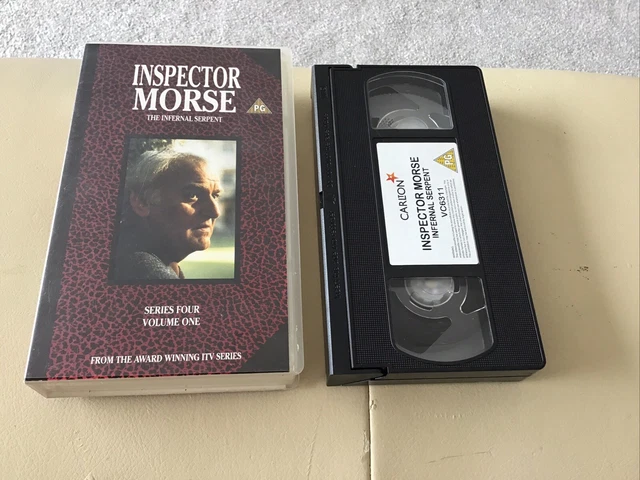 INSPECTOR
MORSE
THE INFERNAL SERPENT
PG
SERIES FOUR
VOLUME ONE
FROM THE AWARD WINNING ITV SERIES
CARLTON
INSPECTOR MORSE
INFERNAL SERPENT
VC6311
PG